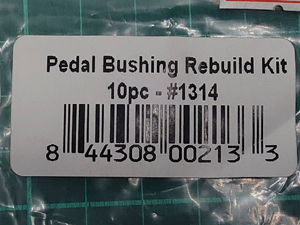 Pedal Bushing Rebuild Kit
10pc - #1314
8 44308 00213 3